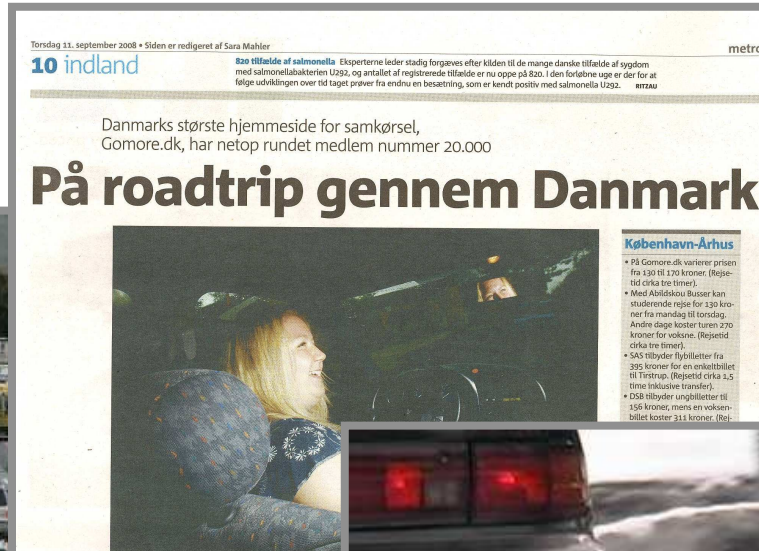 Torsdag 11. september 2008 • Siden er redigeret af Sara Mahler
metro
10 indland
820 tilfælde af salmonella Eksperterne leder stadig forgæves efter kilden til de mange danske tilfælde af sygdom
med salmonellabakterien U292, og antallet af registrerede tilfælde er nu oppe på 820. I den forløbne uge er der for at
følge udviklingen over tid taget prøver fra endnu en besætning, som er kendt positiv med salmonella U292. RITZAU
Danmarks største hjemmeside for samkørsel,
Gomore.dk, har netop rundet medlem nummer 20.000
På roadtrip gennem Danmark
København-Århus
• På Gomore.dk varierer prisen
fra 130 til 170 kroner. (Rejse-
tid cirka tre timer).
• Med Abildskou Busser kan
studerende rejse for 130 kro-
ner fra mandag til torsdag.
Andre dage koster turen 270
kroner for voksne. (Rejsetid
cirka tre timer).
• SAS tilbyder flybilletter fra
395 kroner for en enkeltbillet
til Tirstrup. (Rejsetid cirka 1,5
time inklusive transfer).
• DSB tilbyder ungbilletter til
156 kroner, mens en voksen-
billet koster 311 kroner. (Rej-